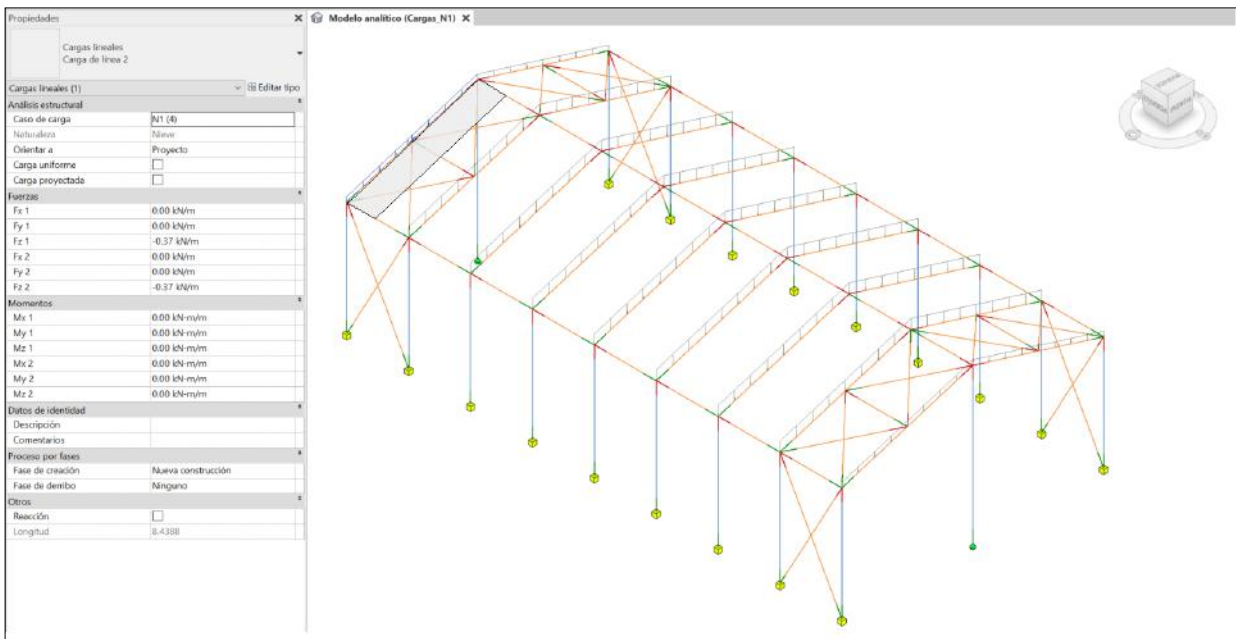 Propiedades
Modelo analítico (Cargas_N1)
Cargas lineales
Carga de línea 2
Cargas lineales (1)
Editar tipo
Análisis estructural
Caso de carga N1 (4)
Naturaleza Nieve
Orientar a Proyecto
Carga uniforme
Carga proyectada
Fuerzas
Fx 1 0.00 kN/m
Fy 1 0.00 kN/m
Fz 1 -0.37 kN/m
Fx 2 0.00 kN/m
Fy 2 0.00 kN/m
Fz 2 -0.37 kN/m
Momentos
Mx 1 0.00 kN-m/m
My 1 0.00 kN-m/m
Mz 1 0.00 kN-m/m
Mx 2 0.00 kN-m/m
My 2 0.00 kN-m/m
Mz 2 0.00 kN-m/m
Datos de identidad
Descripción
Comentarios
Proceso por fases
Fase de creación Nueva construcción
Fase de derribo Ninguno
Otros
Reacción
Longitud 8.4388